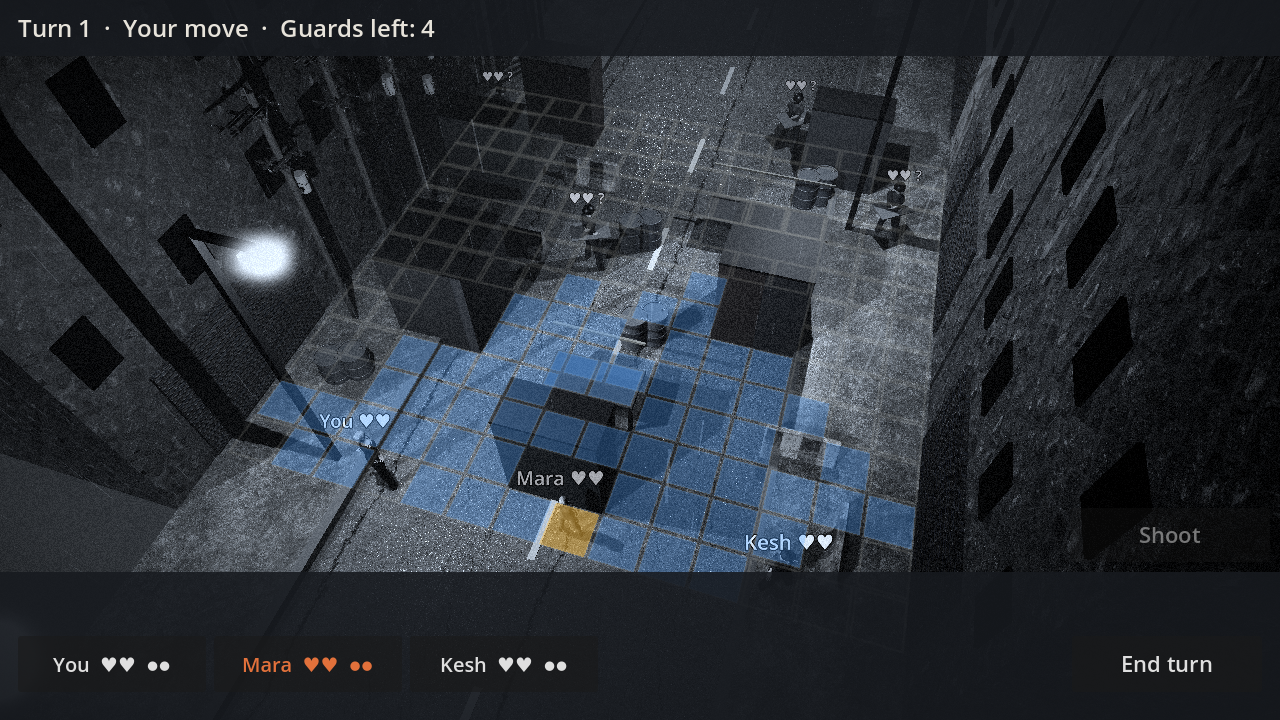 Turn 1 · Your move · Guards left: 4
♥♥ ?
♥♥ ?
♥♥ ?
♥♥ ?
You ♥♥
Mara ♥♥
Kesh ♥♥
Shoot
You ♥♥ ●●
Mara ♥♥ ●●
Kesh ♥♥ ●●
End turn